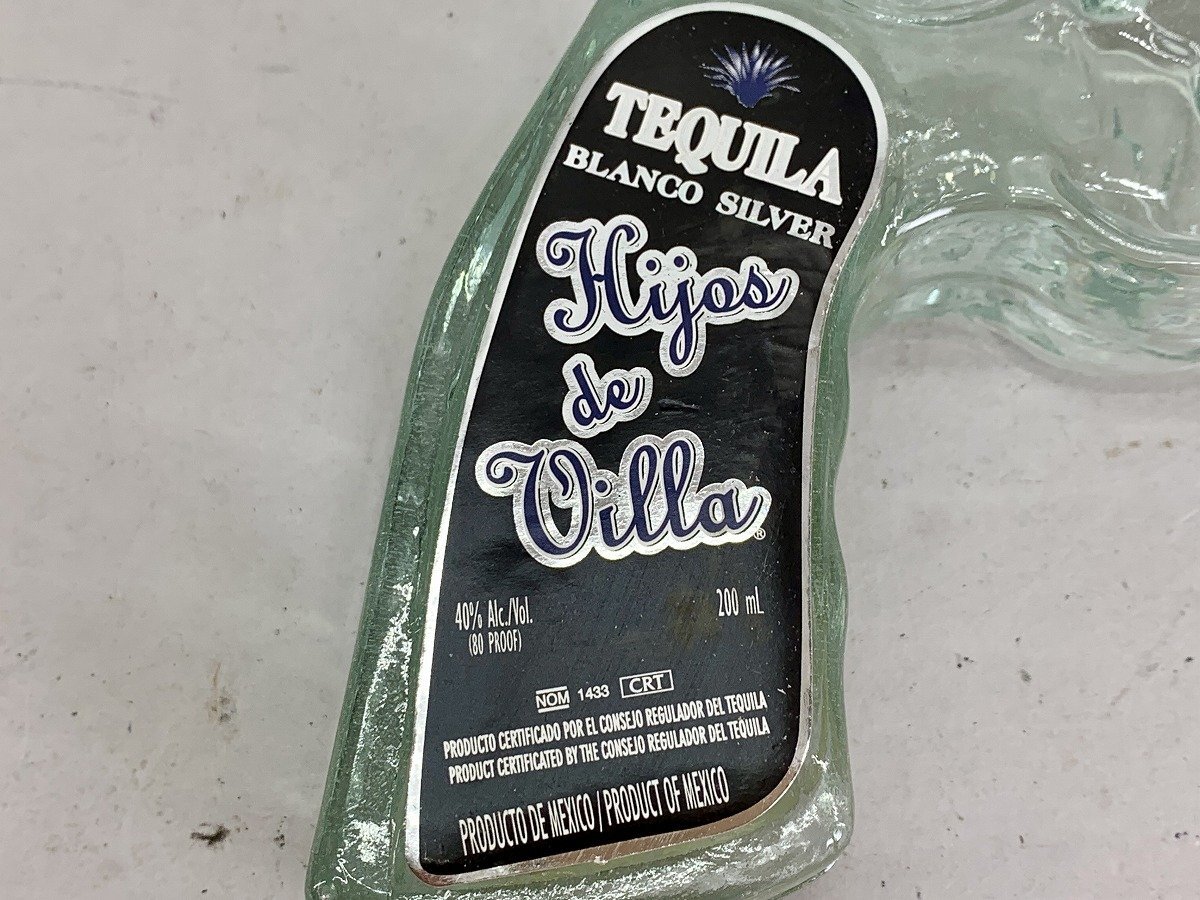 TEQUILA
BLANCO SILVER
Hijos
de
Villa®
40% Alc./Vol. 200 mL
(80 PROOF)
NOM 1433 CRT
PRODUCTO CERTIFICADO POR EL CONSEJO REGULADOR DEL TEQUILA
PRODUCT CERTIFICATED BY THE CONSEJO REGULADOR DEL TEQUILA
PRODUCTO DE MEXICO / PRODUCT OF MEXICO